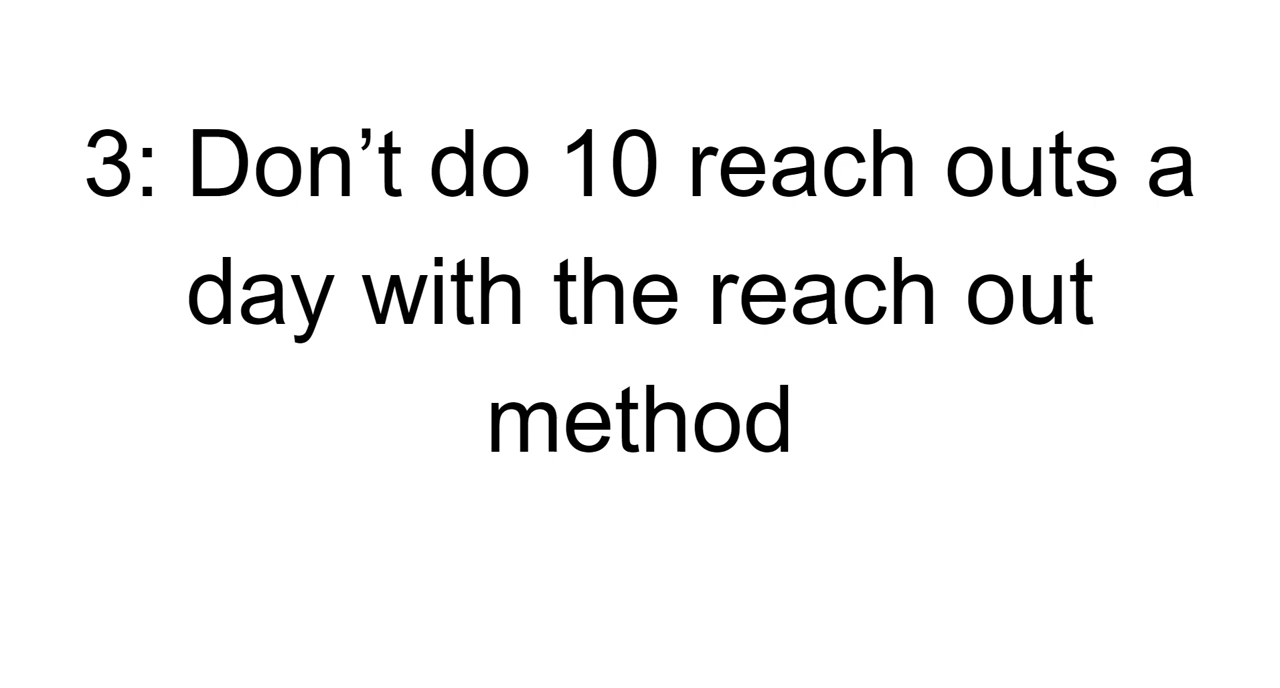 3: Don’t do 10 reach outs a
day with the reach out
method